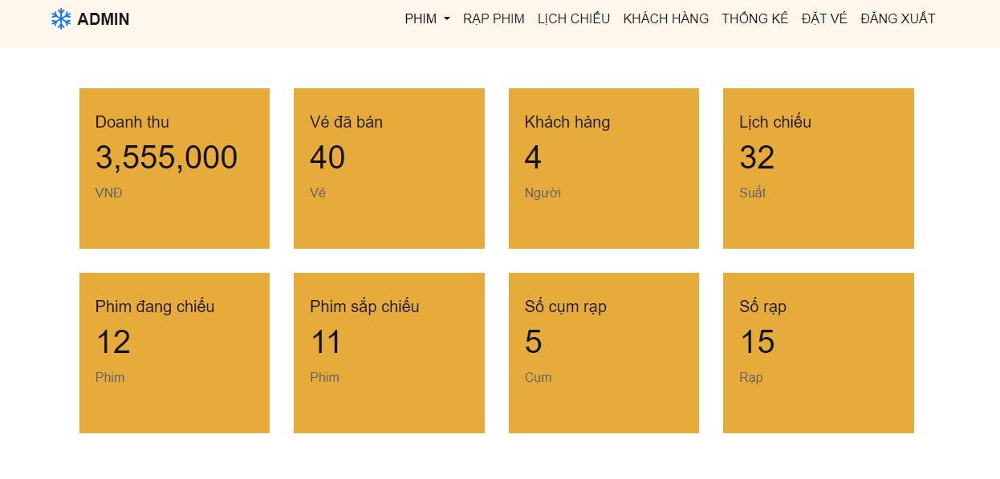 ADMIN PHIM RẠP PHIM LỊCH CHIẾU KHÁCH HÀNG THỐNG KÊ ĐẶT VÉ ĐĂNG XUẤT
Doanh thu
3,555,000
VNĐ
Vé đã bán
40
Vé
Khách hàng
4
Người
Lịch chiếu
32
Suất
Phim đang chiếu
12
Phim
Phim sắp chiếu
11
Phim
Số cụm rạp
5
Cụm
Số rạp
15
Rạp